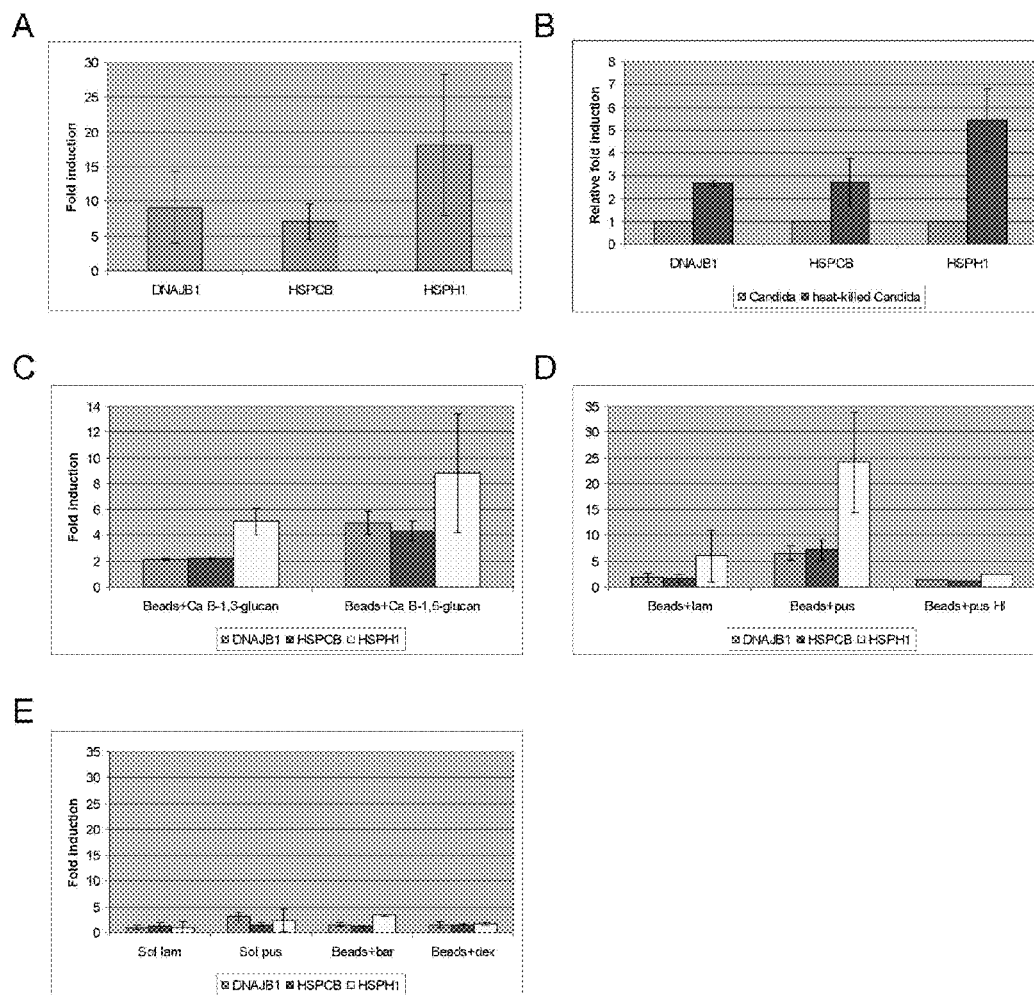 A
30
25
20
15
10
5
0
Fold induction
DNAJB1 HSPCB HSPH1
B
8
7
6
5
4
3
2
1
0
Relative fold induction
DNAJB1 HSPCB HSPH1
Candida heat-killed Candida
C
14
12
10
8
6
4
2
0
Fold induction
Beads+Ca B-1,3-glucan Beads+Ca B-1,6-glucan
DNAJB1 HSPCB HSPH1
D
35
30
25
20
15
10
5
0
Beads+lam Beads+pus Beads+pus HI
DNAJB1 HSPCB HSPH1
E
35
30
25
20
15
10
5
0
Fold induction
Sol lam Sol pus Beads+bar Beads+dex
DNAJB1 HSPCB HSPH1